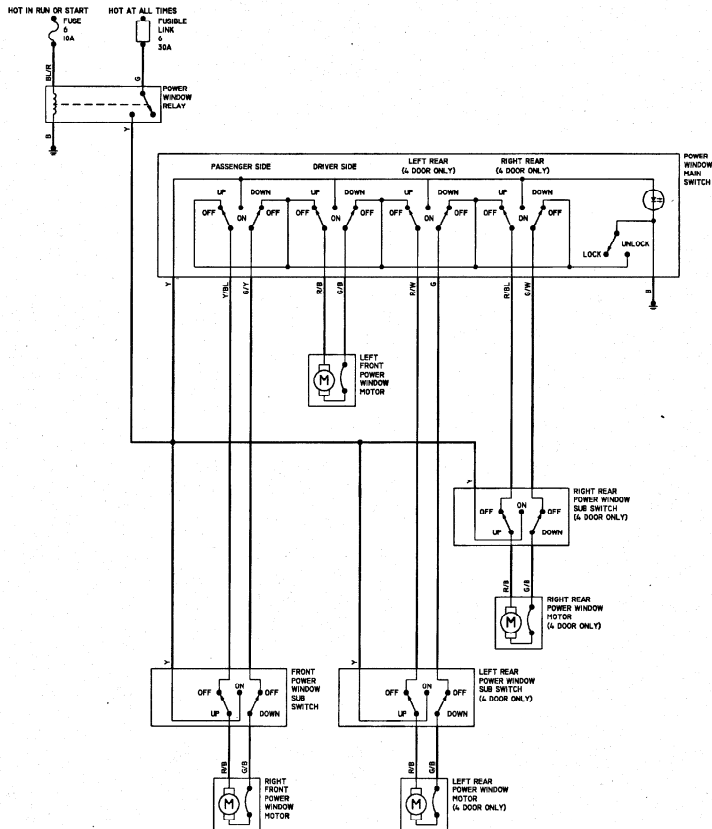 HOT IN RUN OR START
FUSE
6
10A
HOT AT ALL TIMES
FUSIBLE
LINK
6
30A
BL/R
G
POWER
WINDOW
RELAY
B
Y
POWER
WINDOW
MAIN
SWITCH
PASSENGER SIDE
DRIVER SIDE
LEFT REAR
(4 DOOR ONLY)
RIGHT REAR
(4 DOOR ONLY)
UP DOWN UP DOWN UP DOWN UP DOWN
OFF ON OFF OFF ON OFF OFF ON OFF OFF ON OFF
LOCK UNLOCK
Y Y/BL G/Y R/B G/B R/W G R/BL G/W B
LEFT
FRONT
POWER
WINDOW
MOTOR
M
Y
RIGHT REAR
POWER WINDOW
SUB SWITCH
(4 DOOR ONLY)
OFF ON OFF
UP DOWN
R/B G/B
RIGHT REAR
POWER WINDOW
MOTOR
(4 DOOR ONLY)
M
Y
FRONT
POWER
WINDOW
SUB
SWITCH
OFF ON OFF
UP DOWN
Y
LEFT REAR
POWER WINDOW
SUB SWITCH
(4 DOOR ONLY)
OFF ON OFF
UP DOWN
R/B G/B
RIGHT
FRONT
POWER
WINDOW
MOTOR
M
R/B G/B
LEFT REAR
POWER WINDOW
MOTOR
(4 DOOR ONLY)
M